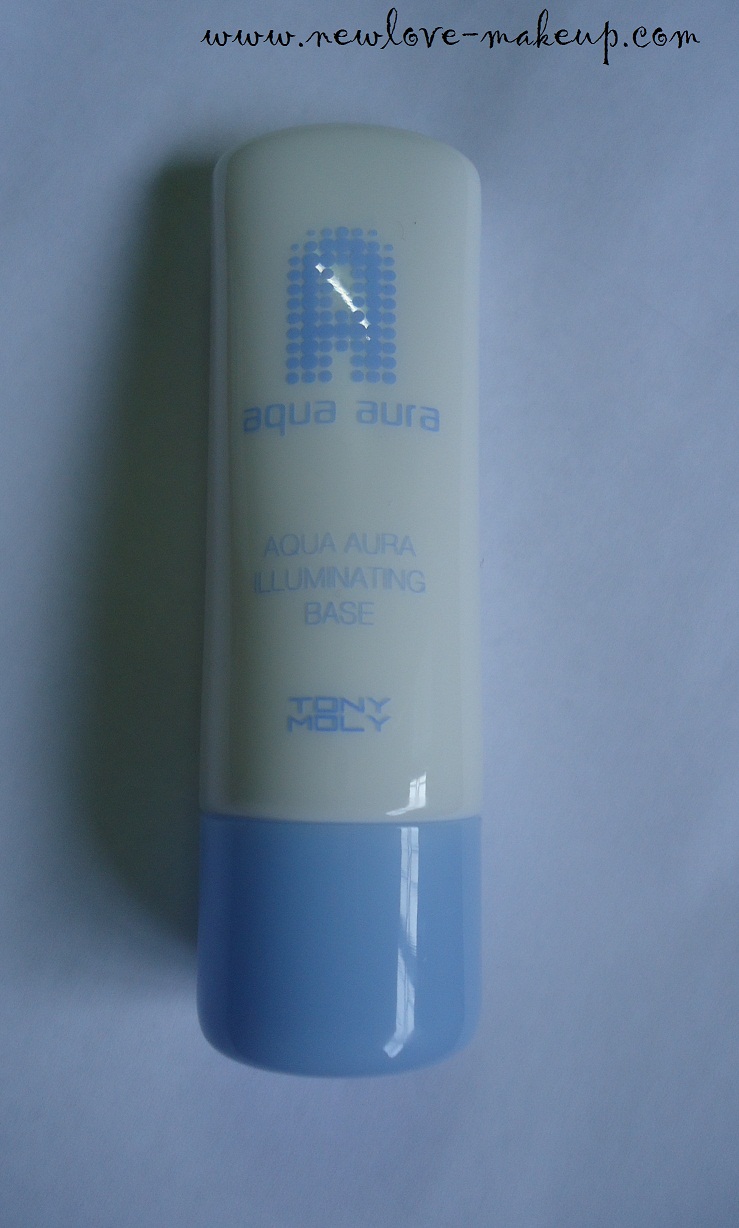 www.newlove-makeup.com
A
aqua aura
AQUA AURA
ILLUMINATING
BASE
TONY
MOLY